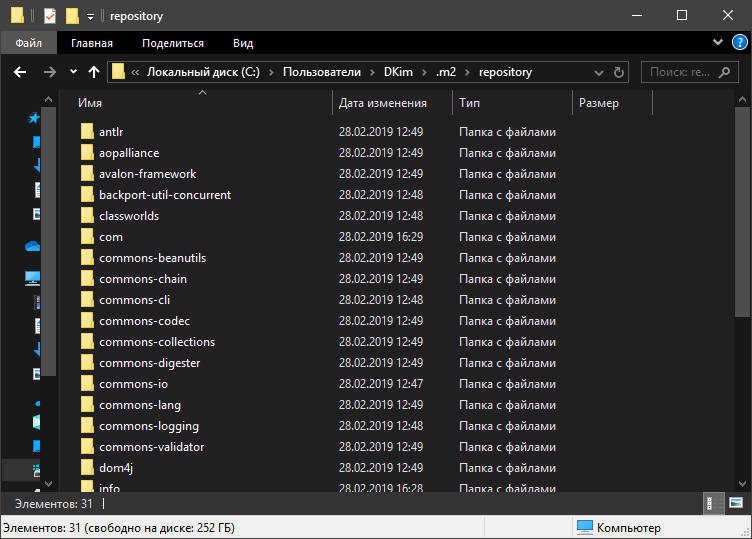 repository
Файл Главная Поделиться Вид
« Локальный диск (C:) Пользователи DKim .m2 repository Поиск: re...
Имя Дата изменения Тип Размер
antlr 28.02.2019 12:49 Папка с файлами
aopalliance 28.02.2019 12:49 Папка с файлами
avalon-framework 28.02.2019 12:49 Папка с файлами
backport-util-concurrent 28.02.2019 12:48 Папка с файлами
classworlds 28.02.2019 12:48 Папка с файлами
com 28.02.2019 16:29 Папка с файлами
commons-beanutils 28.02.2019 12:49 Папка с файлами
commons-chain 28.02.2019 12:49 Папка с файлами
commons-cli 28.02.2019 12:48 Папка с файлами
commons-codec 28.02.2019 12:49 Папка с файлами
commons-collections 28.02.2019 12:49 Папка с файлами
commons-digester 28.02.2019 12:49 Папка с файлами
commons-io 28.02.2019 12:47 Папка с файлами
commons-lang 28.02.2019 12:49 Папка с файлами
commons-logging 28.02.2019 12:48 Папка с файлами
commons-validator 28.02.2019 12:49 Папка с файлами
dom4j 28.02.2019 12:49 Папка с файлами
info 28.02.2019 16:28 Папка с файлами
Элементов: 31
Элементов: 31 (свободно на диске: 252 ГБ) Компьютер